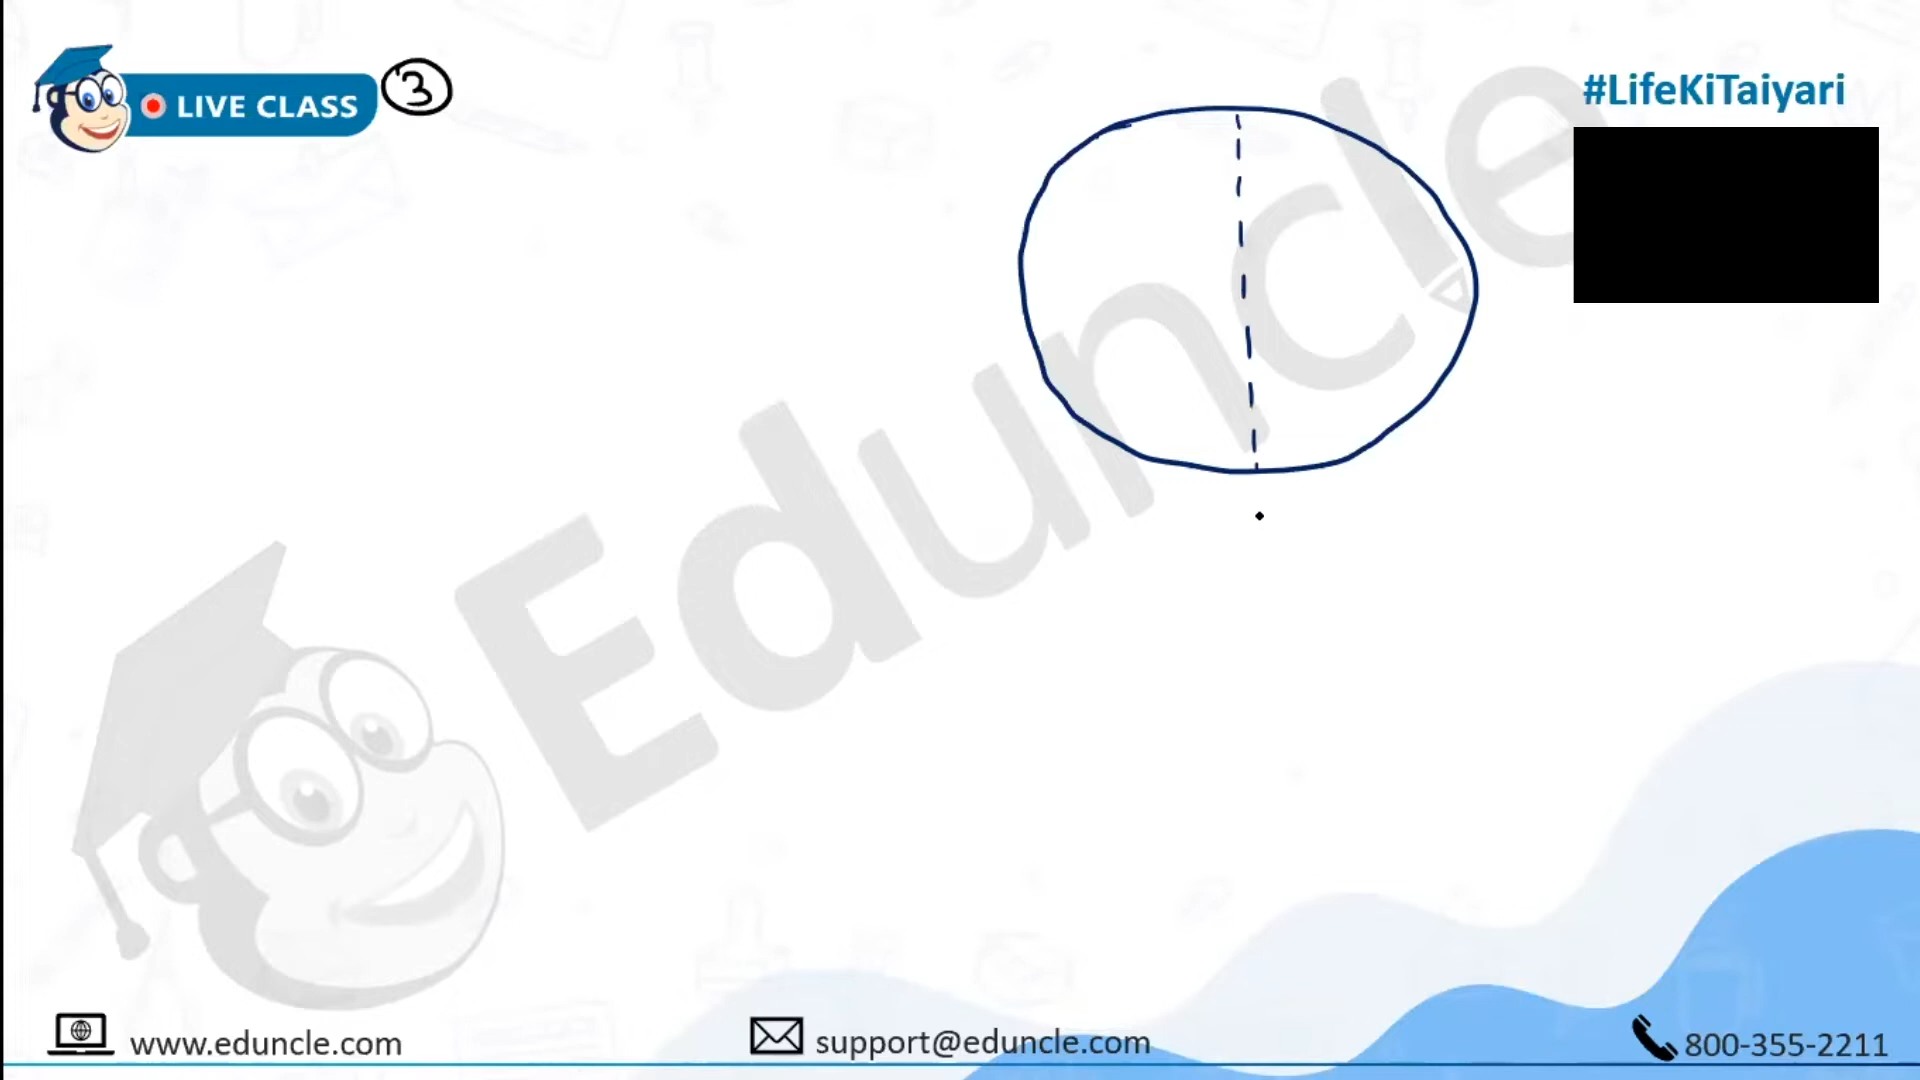 LIVE CLASS
3
#LifeKiTaiyari
Eduncle
www.eduncle.com
support@eduncle.com
800-355-2211